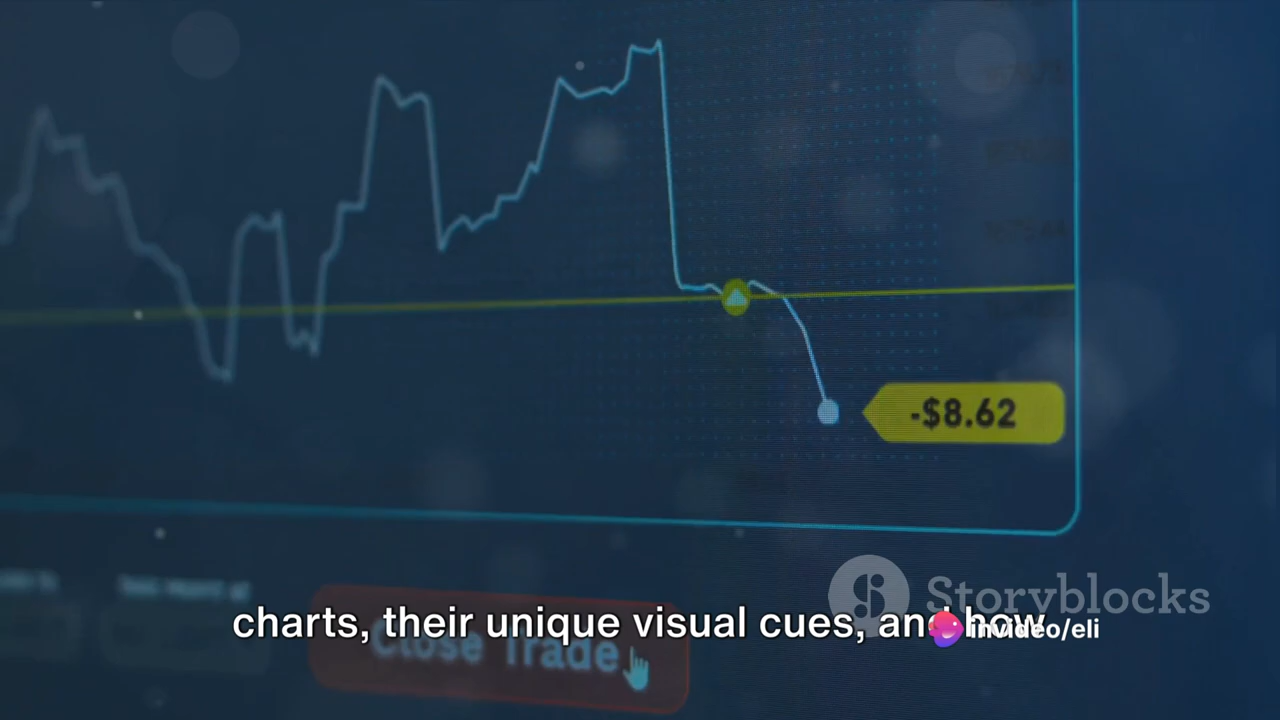 -$8.62
Storyblocks
charts, their unique visual cues, and how
invideo/eli
Close Trade